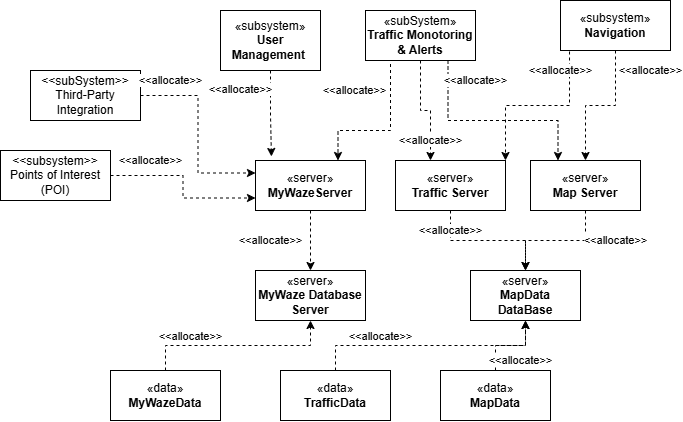 «subsystem»
User
Management
«subSystem»
Traffic Monotoring
& Alerts
«subsystem»
Navigation
<<subSystem>>
Third-Party
Integration
<<allocate>>
<<allocate>>
<<allocate>>
<<allocate>>
<<allocate>>
<<allocate>>
<<subsystem>>
Points of Interest
(POI)
<<allocate>>
<<allocate>>
«server»
MyWazeServer
«server»
Traffic Server
«server»
Map Server
<<allocate>>
<<allocate>>
<<allocate>>
«server»
MyWaze Database
Server
«server»
MapData
DataBase
<<allocate>>
<<allocate>>
<<allocate>>
«data»
MyWazeData
«data»
TrafficData
«data»
MapData